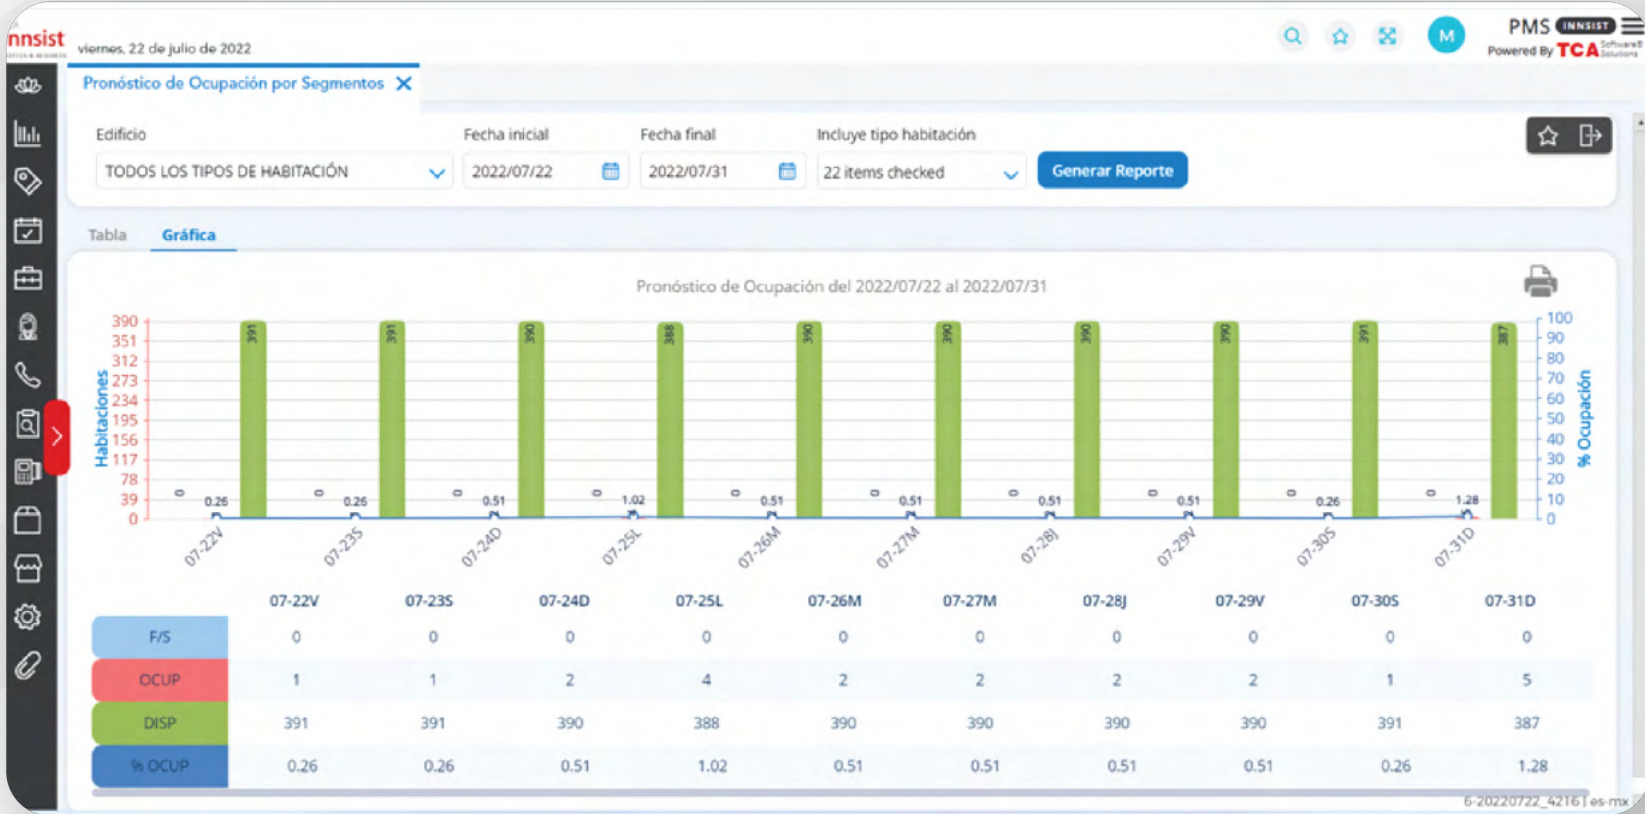 nnsist
viernes, 22 de julio de 2022
M
PMS INNSIST
Powered By TCA Software® Solutions
Pronóstico de Ocupación por Segmentos
Edificio Fecha inicial Fecha final Incluye tipo habitación
TODOS LOS TIPOS DE HABITACIÓN 2022/07/22 2022/07/31 22 items checked Generar Reporte
Tabla Gráfica
Pronóstico de Ocupación del 2022/07/22 al 2022/07/31
Habitaciones
390
351
312
273
234
195
156
117
78
39
0
391 391 390 388 390 390 390 390 391 387
0 0.26 0 0.26 0 0.51 0 1.02 0 0.51 0 0.51 0 0.51 0 0.51 0 0.26 0 1.28
100
90
80
70
60
50
40
30
20
10
0
% Ocupación
07-22V 07-23S 07-24D 07-25L 07-26M 07-27M 07-28J 07-29V 07-30S 07-31D
07-22V 07-23S 07-24D 07-25L 07-26M 07-27M 07-28J 07-29V 07-30S 07-31D
F/S 0 0 0 0 0 0 0 0 0 0
OCUP 1 1 2 4 2 2 2 2 1 5
DISP 391 391 390 388 390 390 390 390 391 387
% OCUP 0.26 0.26 0.51 1.02 0.51 0.51 0.51 0.51 0.26 1.28
6-20220722_4216 | es-mx